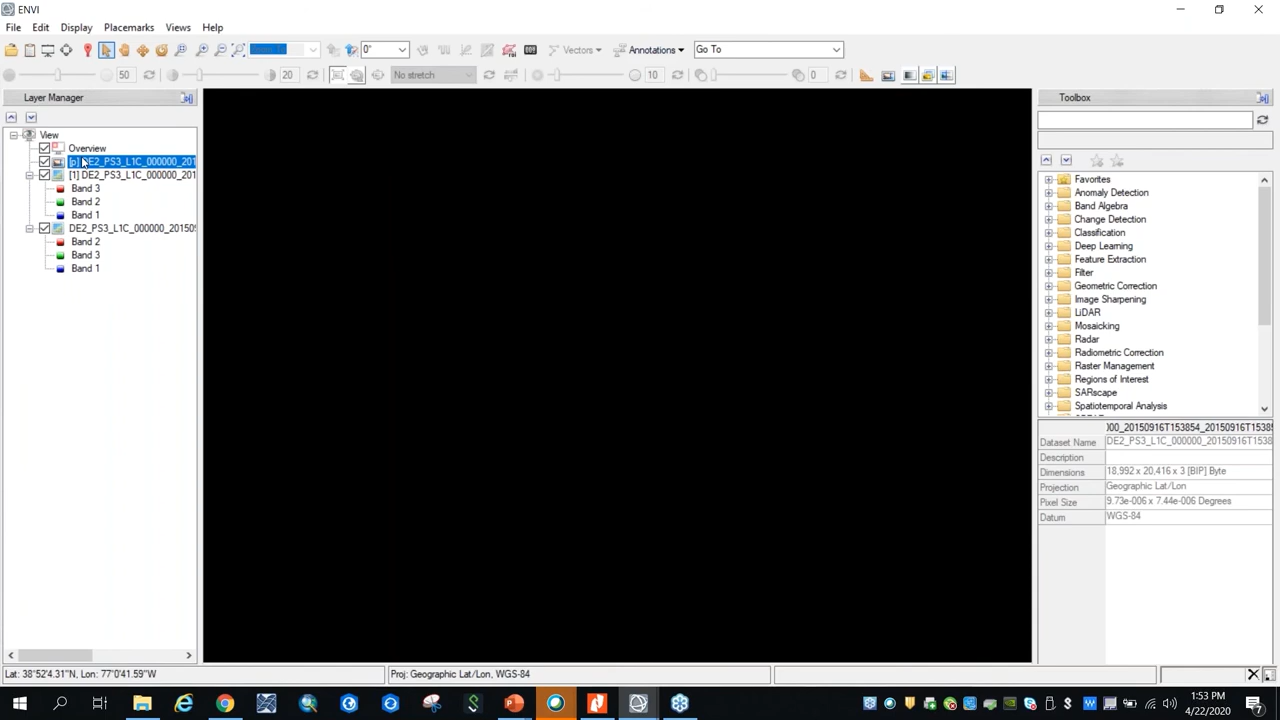 ENVI
File Edit Display Placemarks Views Help
0° Vectors Annotations Go To
50 20 No stretch 10 0
Layer Manager
View
Overview
[p] DE2_PS3_L1C_000000_201
[1] DE2_PS3_L1C_000000_201
Band 3
Band 2
Band 1
DE2_PS3_L1C_000000_201509
Band 2
Band 3
Band 1
Toolbox
Favorites
Anomaly Detection
Band Algebra
Change Detection
Classification
Deep Learning
Feature Extraction
Filter
Geometric Correction
Image Sharpening
LiDAR
Mosaicking
Radar
Radiometric Correction
Raster Management
Regions of Interest
SARscape
Spatiotemporal Analysis
000_20150916T153854_20150916T15385
Dataset Name DE2_PS3_L1C_000000_20150916T1538
Description
Dimensions 18,992 x 20,416 x 3 [BIP] Byte
Projection Geographic Lat/Lon
Pixel Size 9.73e-006 x 7.44e-006 Degrees
Datum WGS-84
Lat: 38°52'4.31"N, Lon: 77°0'41.59"W Proj: Geographic Lat/Lon, WGS-84
1:53 PM
4/22/2020